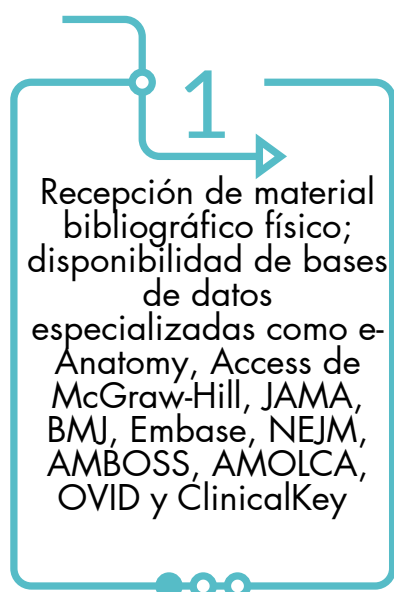 1
Recepción de material
bibliográfico físico;
disponibilidad de bases
de datos
especializadas como e-
Anatomy, Access de
McGraw-Hill, JAMA,
BMJ, Embase, NEJM,
AMBOSS, AMOLCA,
OVID y ClinicalKey